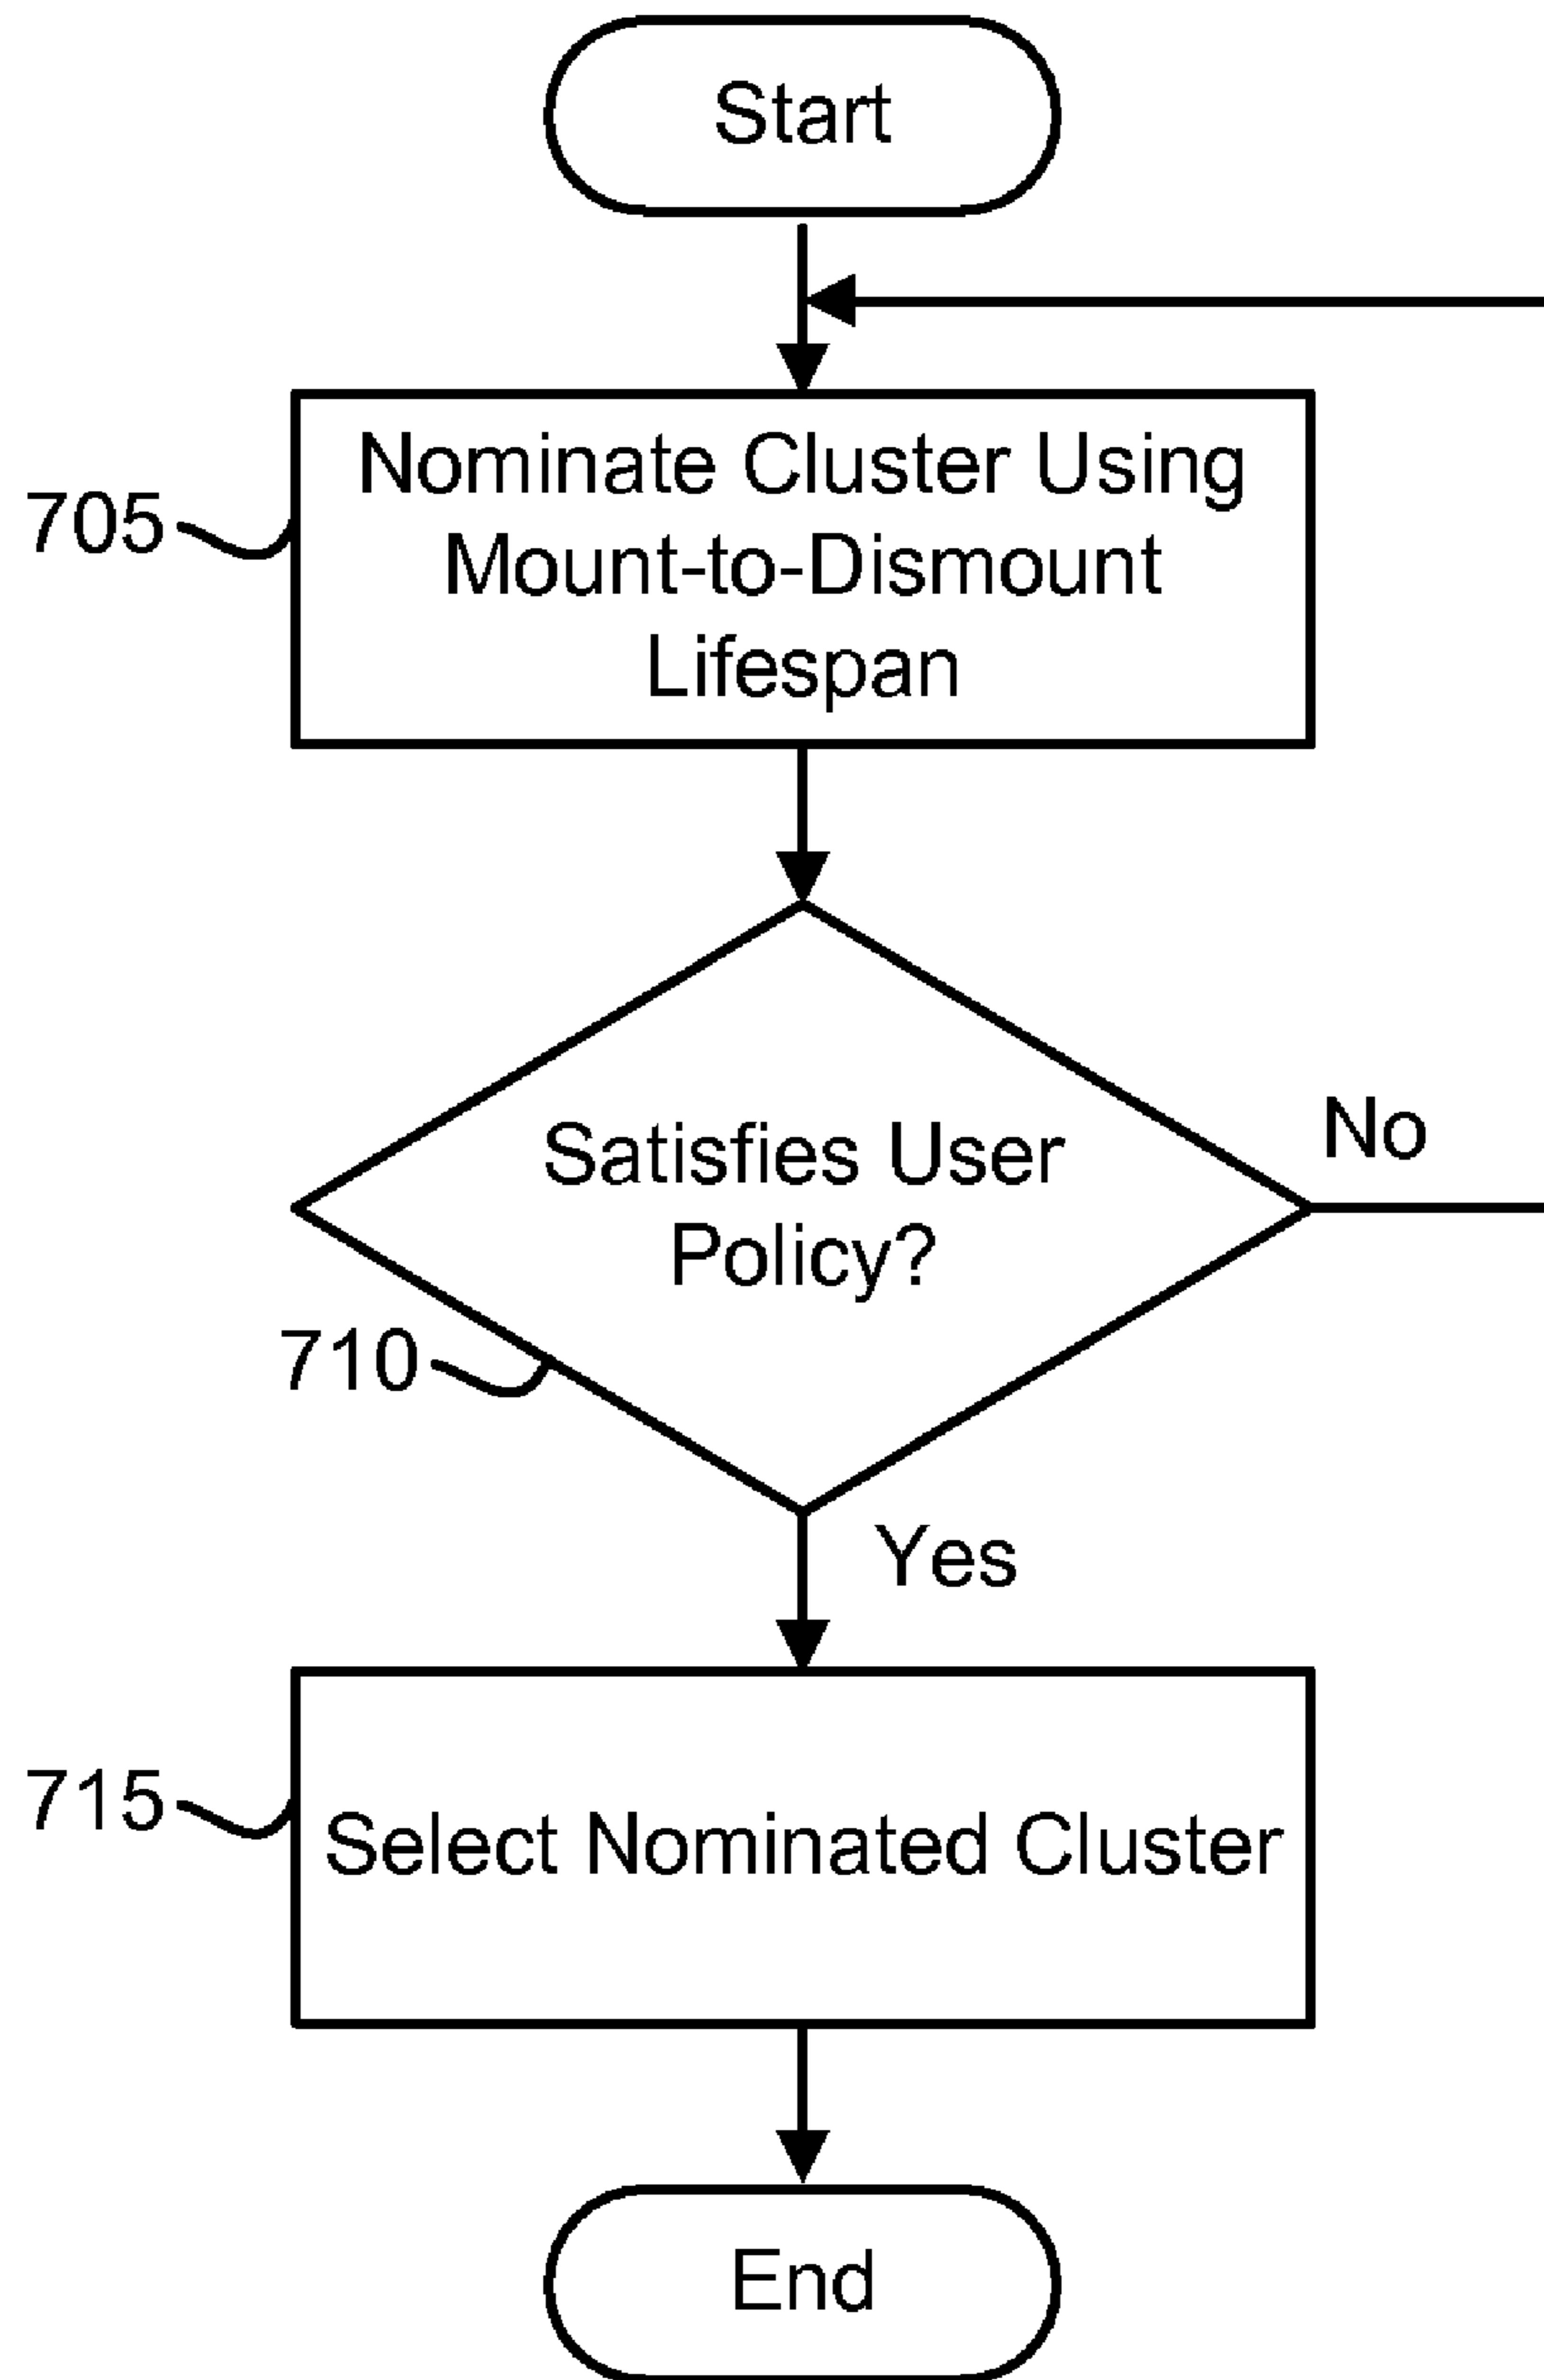 Start
Nominate Cluster Using
Mount-to-Dismount
Lifespan
705
Satisfies User
Policy?
No
710
Yes
715
Select Nominated Cluster
End